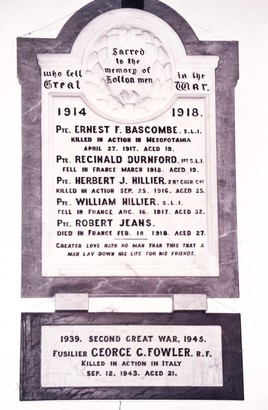 Sacred
to the
memory of
Holton men
who fell in the
Great War.
1914 1918.
PTE. ERNEST F. BASCOMBE. S.L.I.
KILLED IN ACTION IN MESOPOTAMIA
APRIL 27. 1917. AGED 19.
PTE. REGINALD DURNFORD. 1ST S.L.I.
FELL IN FRANCE MARCH 1918. AGED 19.
PTE. HERBERT J. HILLIER.
KILLED IN ACTION SEP. 25. 1916. AGED 25.
PTE. WILLIAM HILLIER. S.L.I.
FELL IN FRANCE AUG. 16. 1917. AGED 32.
PTE. ROBERT JEANS.
DIED IN FRANCE FEB. 18. 1918. AGED 27.
GREATER LOVE HATH NO MAN THAN THIS THAT A
MAN LAY DOWN HIS LIFE FOR HIS FRIENDS.
1939. SECOND GREAT WAR, 1945.
FUSILIER GEORGE G. FOWLER. R.F.
KILLED IN ACTION IN ITALY
SEP. 12. 1943. AGED 21.